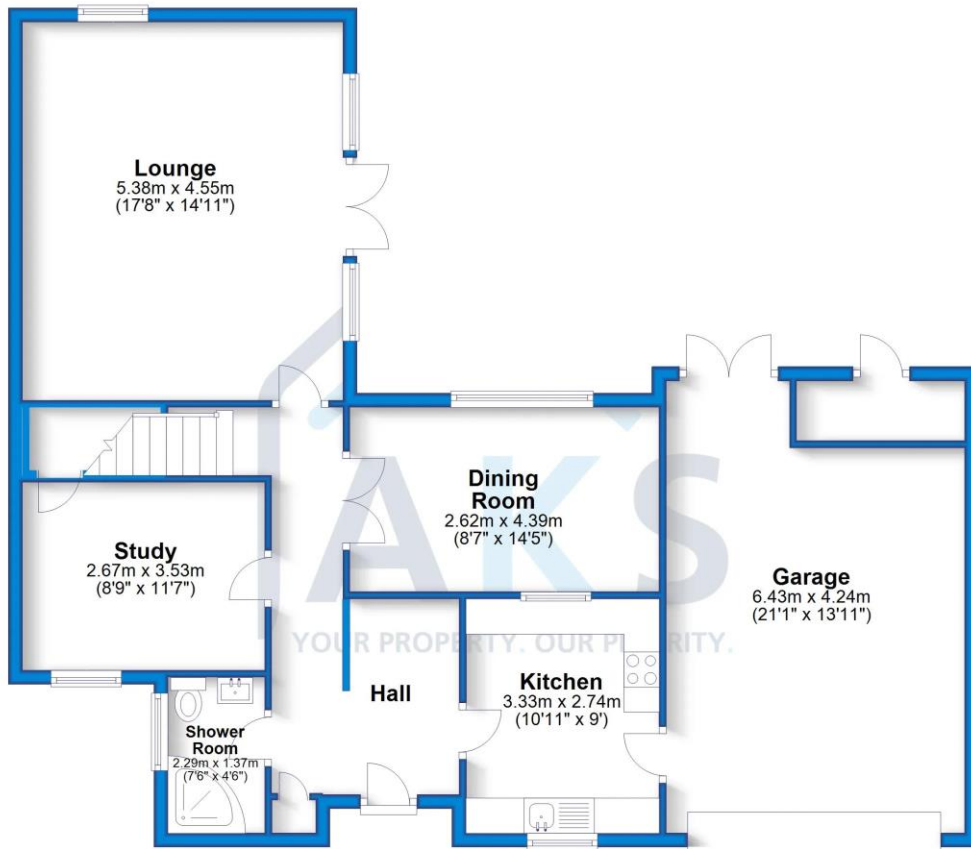 Lounge
5.38m x 4.55m
(17'8" x 14'11")
Dining
Room
2.62m x 4.39m
(8'7" x 14'5")
Study
2.67m x 3.53m
(8'9" x 11'7")
Garage
6.43m x 4.24m
(21'1" x 13'11")
AKS
YOUR PROPERTY. OUR PRIORITY.
Kitchen
3.33m x 2.74m
(10'11" x 9')
Hall
Shower
Room
2.29m x 1.37m
(7'6" x 4'6")